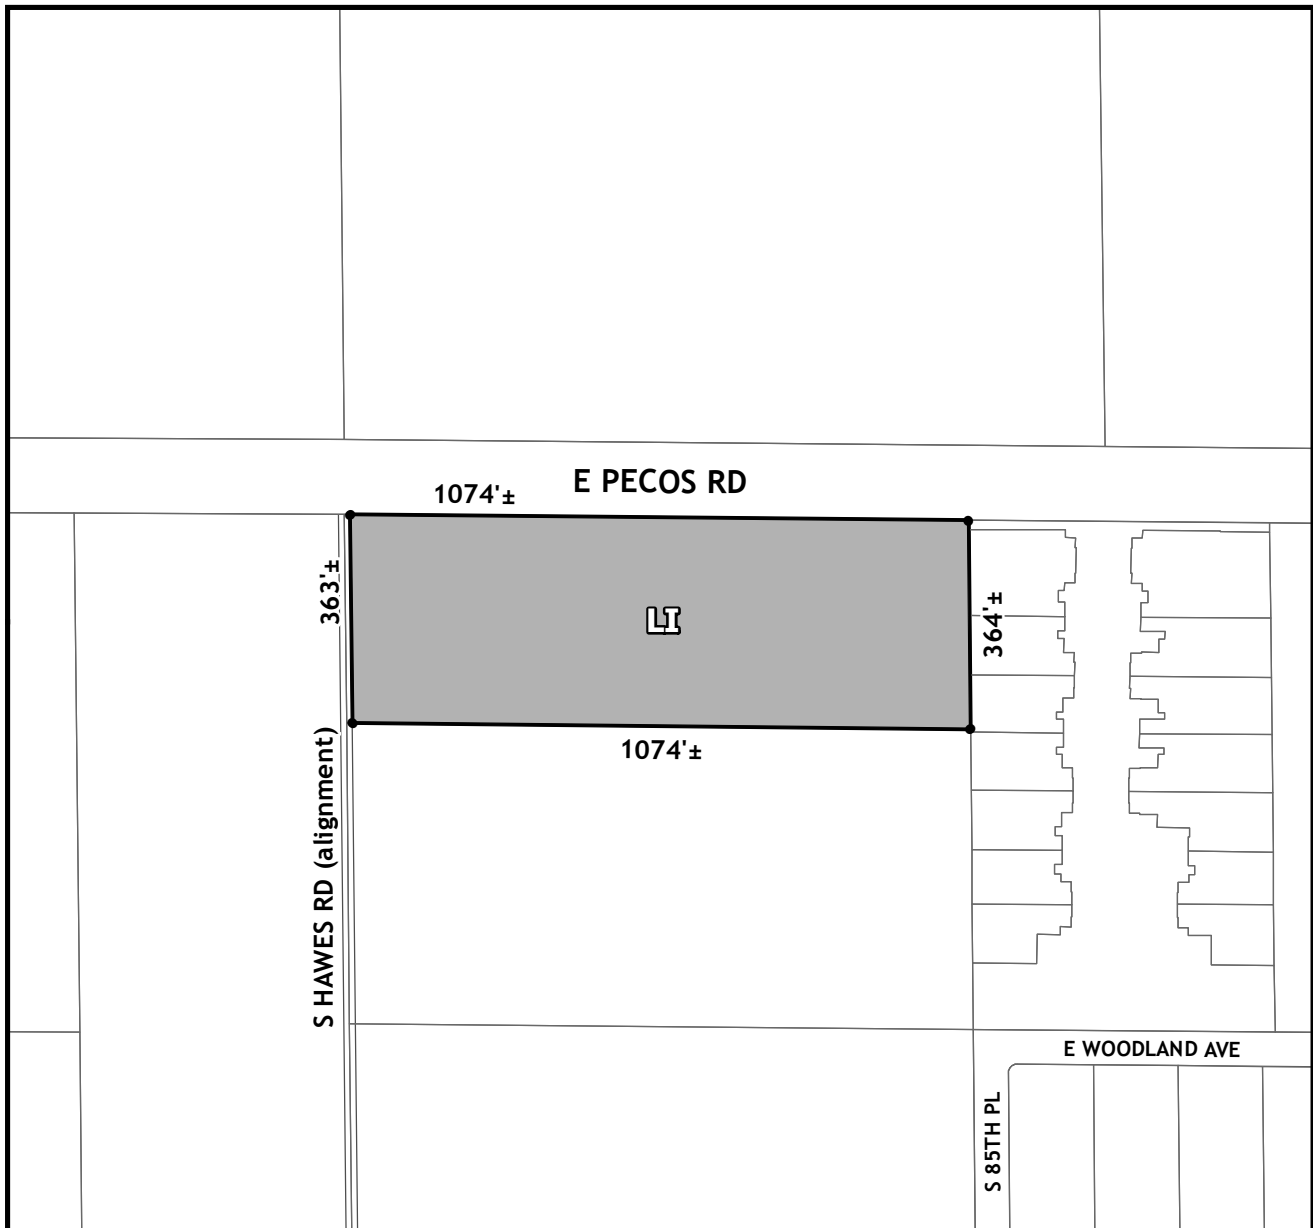 E PECOS RD
1074'±
363'±
LI
364'±
1074'±
S HAWES RD (alignment)
E WOODLAND AVE
S 85TH PL